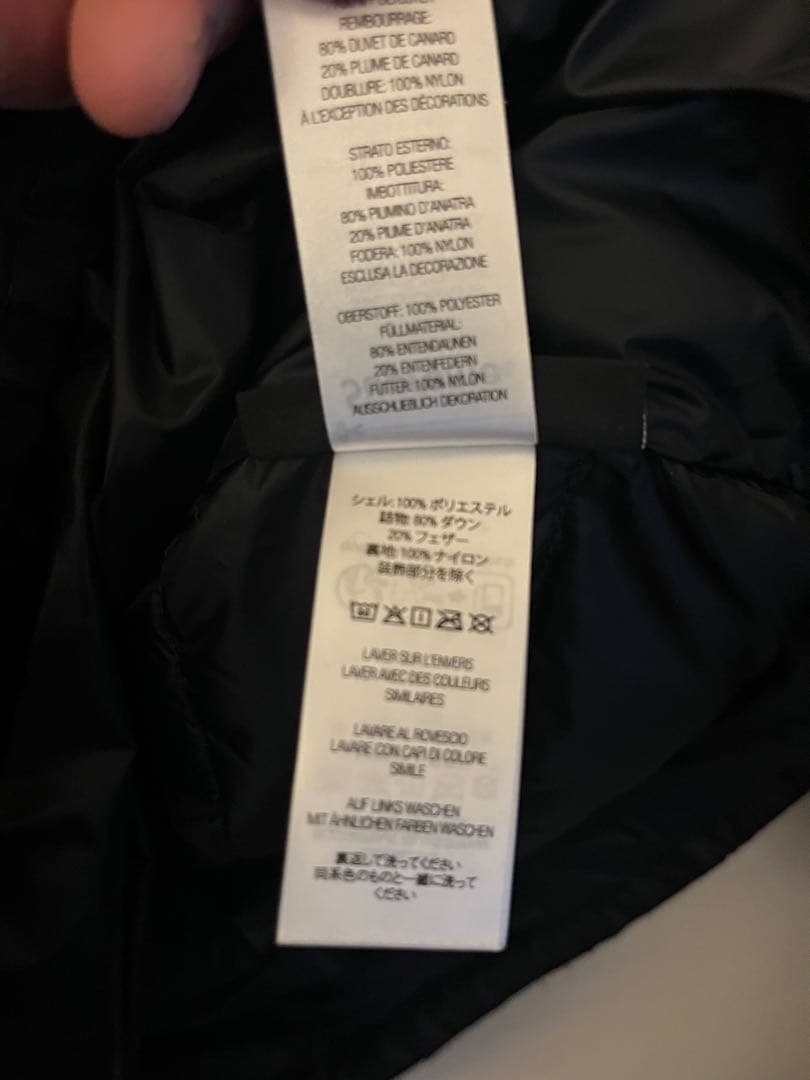 REMBOURRAGE:
80% DUVET DE CANARD
20% PLUME DE CANARD
DOUBLURE: 100% NYLON
À L'EXCEPTION DES DÉCORATIONS
STRATO ESTERNO:
100% POLIESTERE
IMBOTTITURA:
80% PIUMINO D'ANATRA
20% PIUME D'ANATRA
FODERA: 100% NYLON
ESCLUSA LA DECORAZIONE
OBERSTOFF: 100% POLYESTER
FÜLLMATERIAL:
80% ENTENDAUNEN
20% ENTENFEDERN
FUTTER: 100% NYLON
AUSSCHLIEBLICH DEKORATION
シェル: 100% ポリエステル
詰物: 80% ダウン
20% フェザー
裏地: 100% ナイロン
装飾部分を除く
LAVER SUR L'ENVERS
LAVER AVEC DES COULEURS
SIMILAIRES
LAVARE AL ROVESCIO
LAVARE CON CAPI DI COLORE
SIMILE
AUF LINKS WASCHEN
MIT ÄHNLICHEN FARBEN WASCHEN
裏返して洗ってください
同系色のものと一緒に洗って
ください